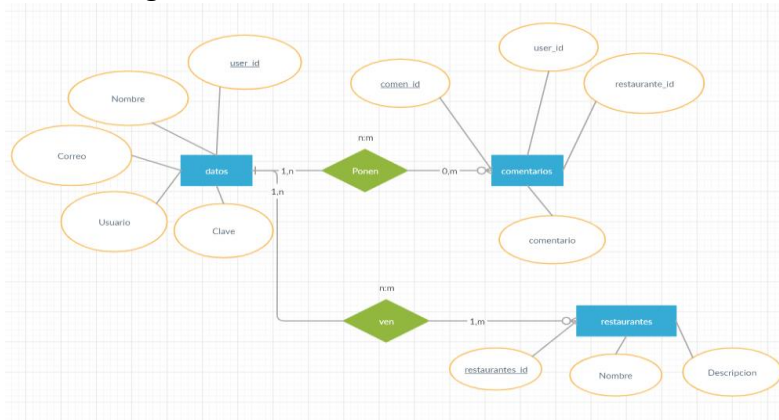 user_id
user_id
comen_id
restaurante_id
Nombre
n:m
Correo
datos
1,n
Ponen
0,m
comentarios
1,n
Usuario
Clave
comentario
n:m
ven
1,m
restaurantes
restaurantes_id
Nombre
Descripcion